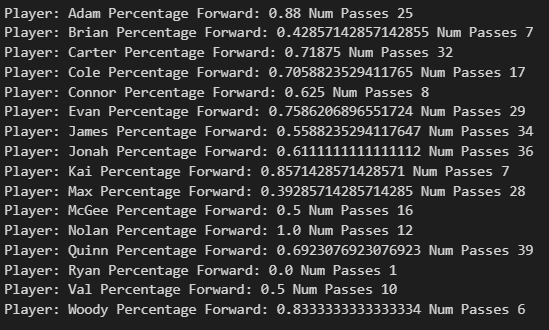 Player: Adam Percentage Forward: 0.88 Num Passes 25
Player: Brian Percentage Forward: 0.42857142857142855 Num Passes 7
Player: Carter Percentage Forward: 0.71875 Num Passes 32
Player: Cole Percentage Forward: 0.7058823529411765 Num Passes 17
Player: Connor Percentage Forward: 0.625 Num Passes 8
Player: Evan Percentage Forward: 0.7586206896551724 Num Passes 29
Player: James Percentage Forward: 0.5588235294117647 Num Passes 34
Player: Jonah Percentage Forward: 0.6111111111111112 Num Passes 36
Player: Kai Percentage Forward: 0.8571428571428571 Num Passes 7
Player: Max Percentage Forward: 0.39285714285714285 Num Passes 28
Player: McGee Percentage Forward: 0.5 Num Passes 16
Player: Nolan Percentage Forward: 1.0 Num Passes 12
Player: Quinn Percentage Forward: 0.6923076923076923 Num Passes 39
Player: Ryan Percentage Forward: 0.0 Num Passes 1
Player: Val Percentage Forward: 0.5 Num Passes 10
Player: Woody Percentage Forward: 0.8333333333333334 Num Passes 6